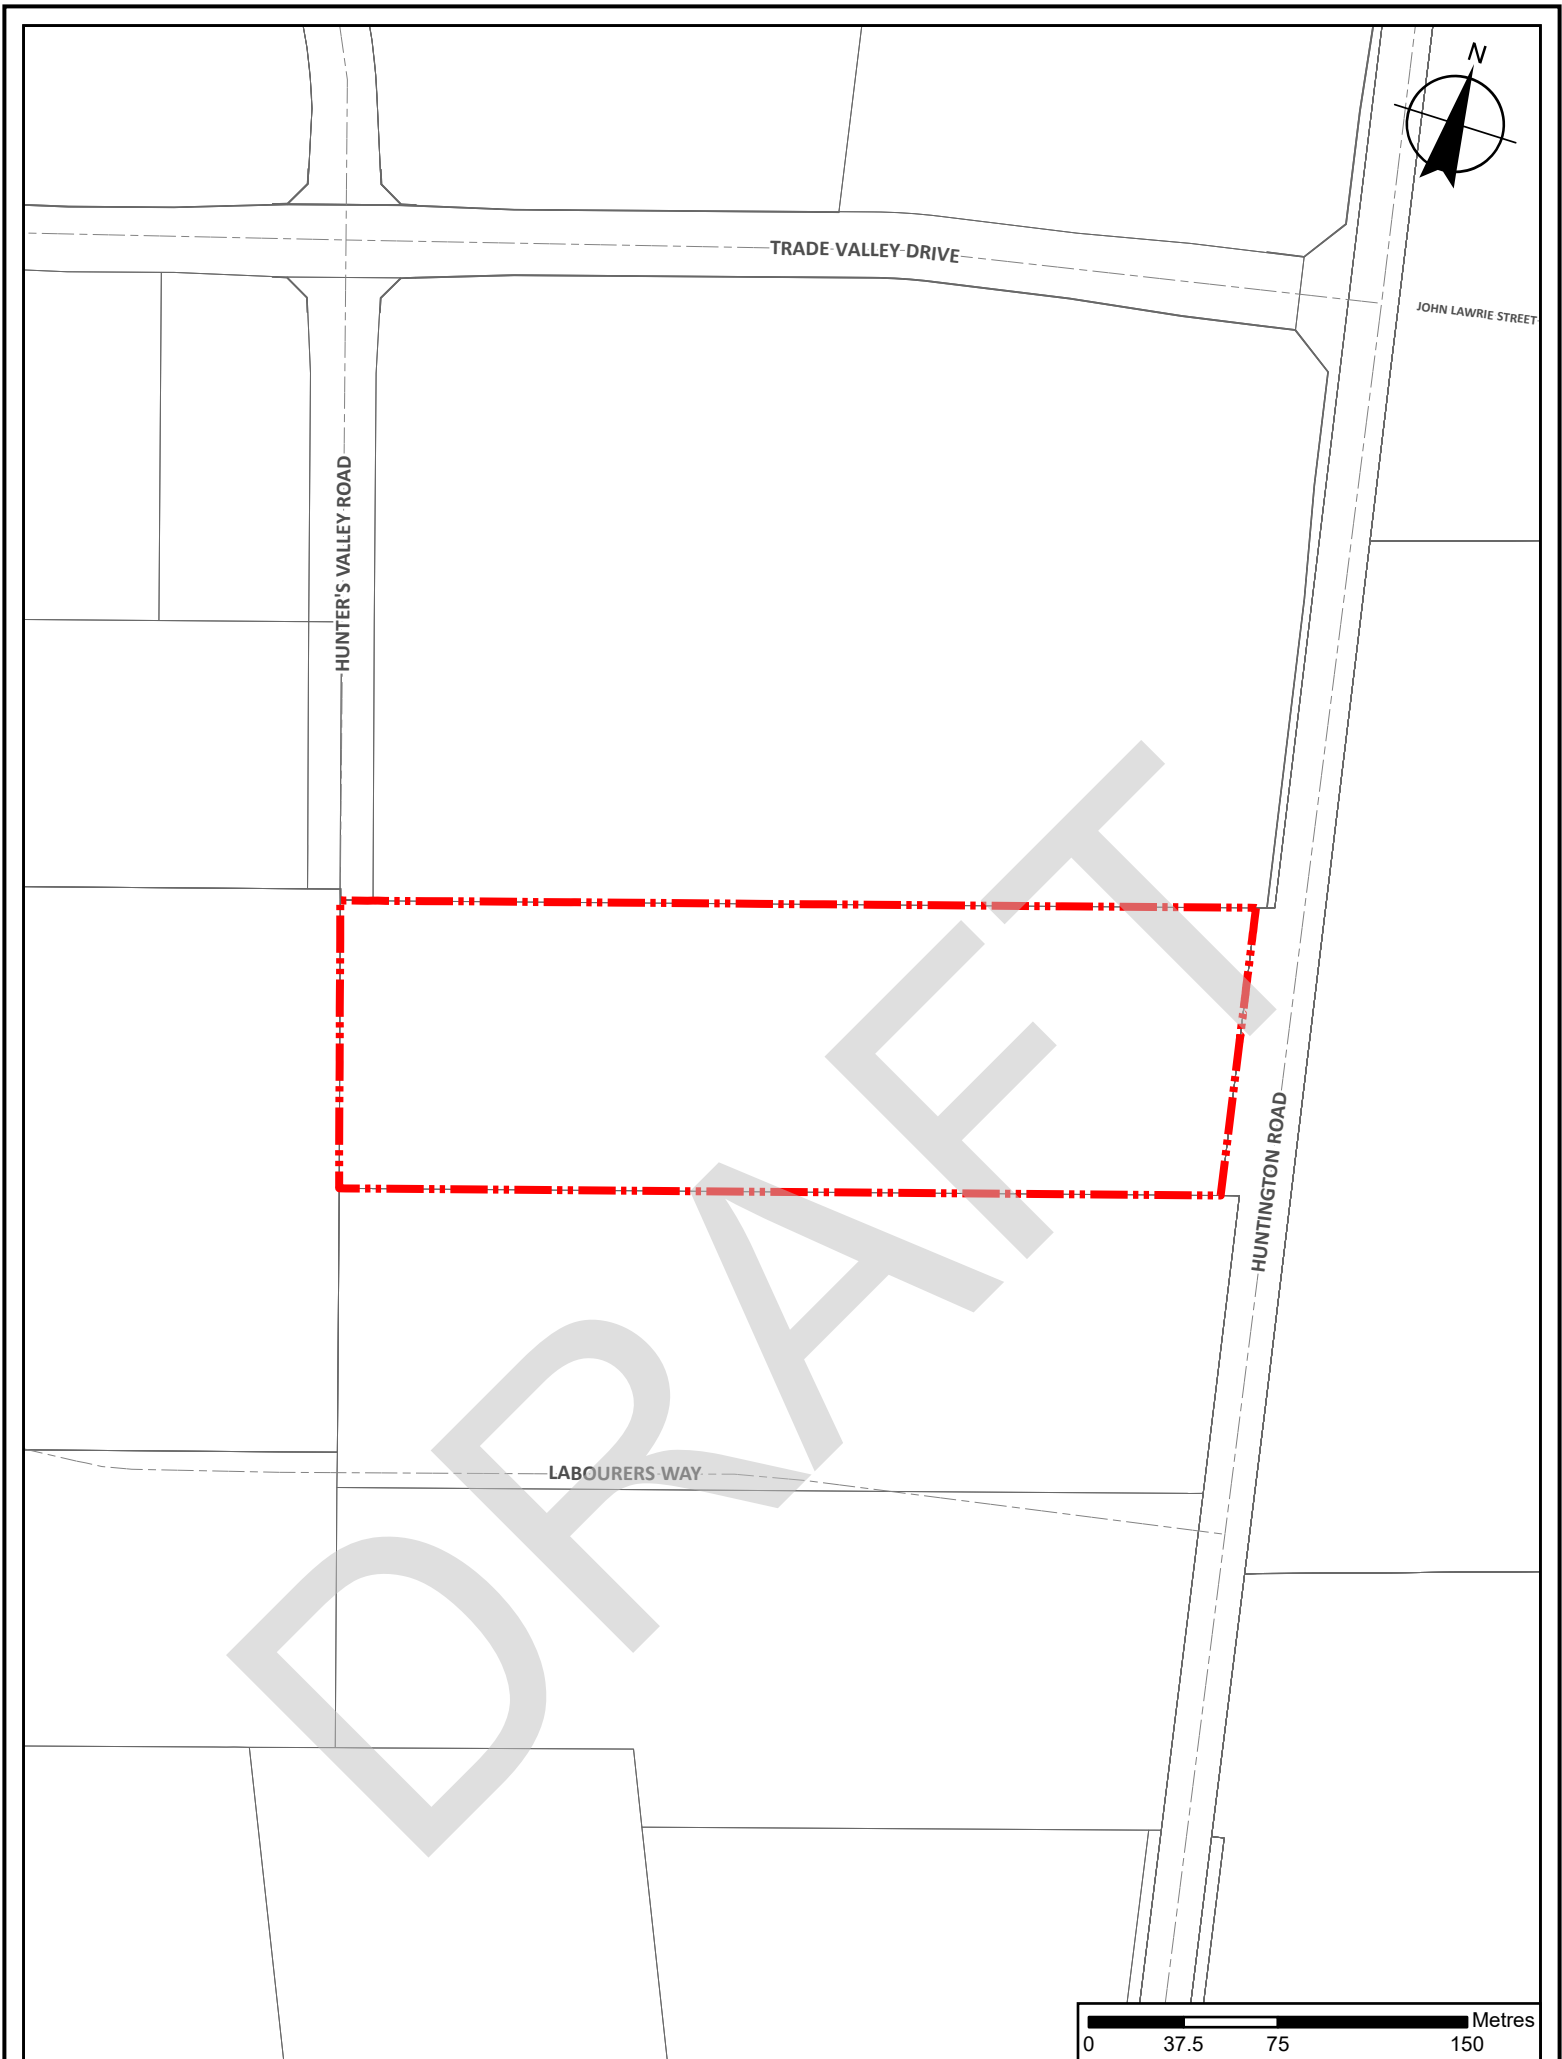 N
TRADE VALLEY DRIVE
JOHN LAWRIE STREET
HUNTER'S VALLEY ROAD
HUNTINGTON ROAD
LABOURERS WAY
DRAFT
Metres
0 37.5 75 150